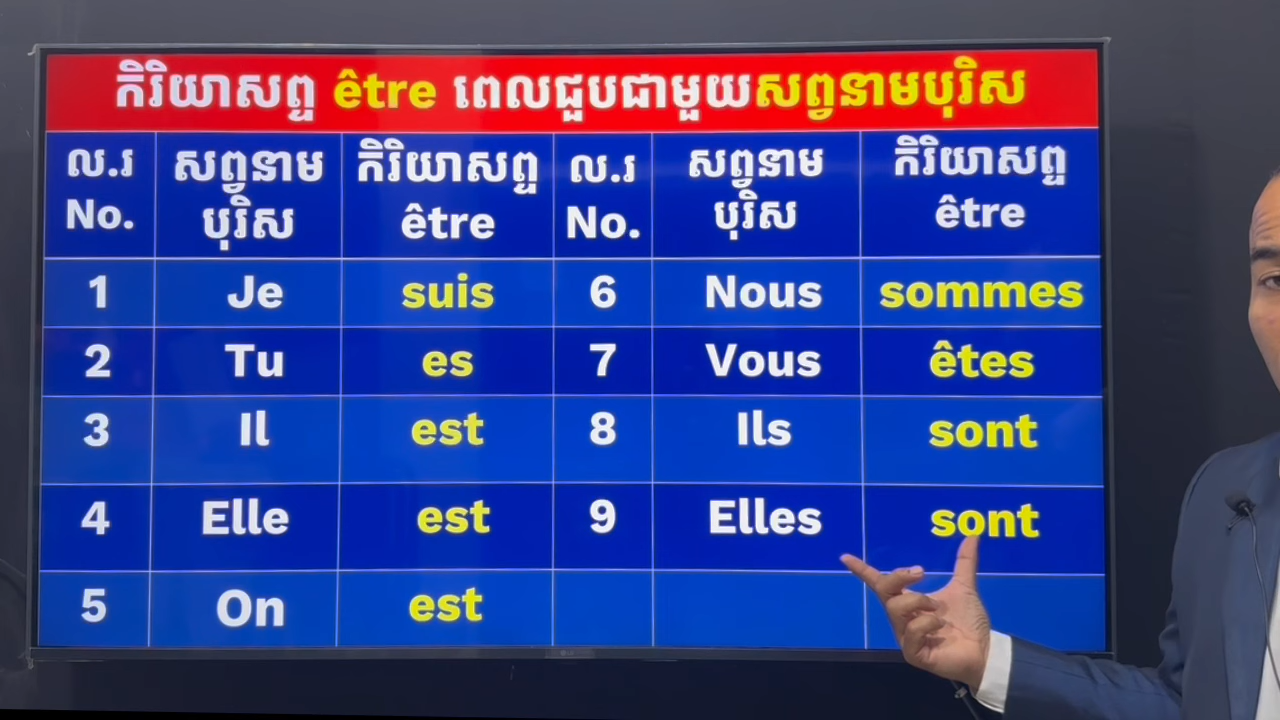 កិរិយាសព្ទ être ពេលជួបជាមួយសព្វនាមបុរិស
ល.រ No. សព្វនាម បុរិស កិរិយាសព្ទ être ល.រ No. សព្វនាម បុរិស កិរិយាសព្ទ être
1 Je suis 6 Nous sommes
2 Tu es 7 Vous êtes
3 Il est 8 Ils sont
4 Elle est 9 Elles sont
5 On est
LG